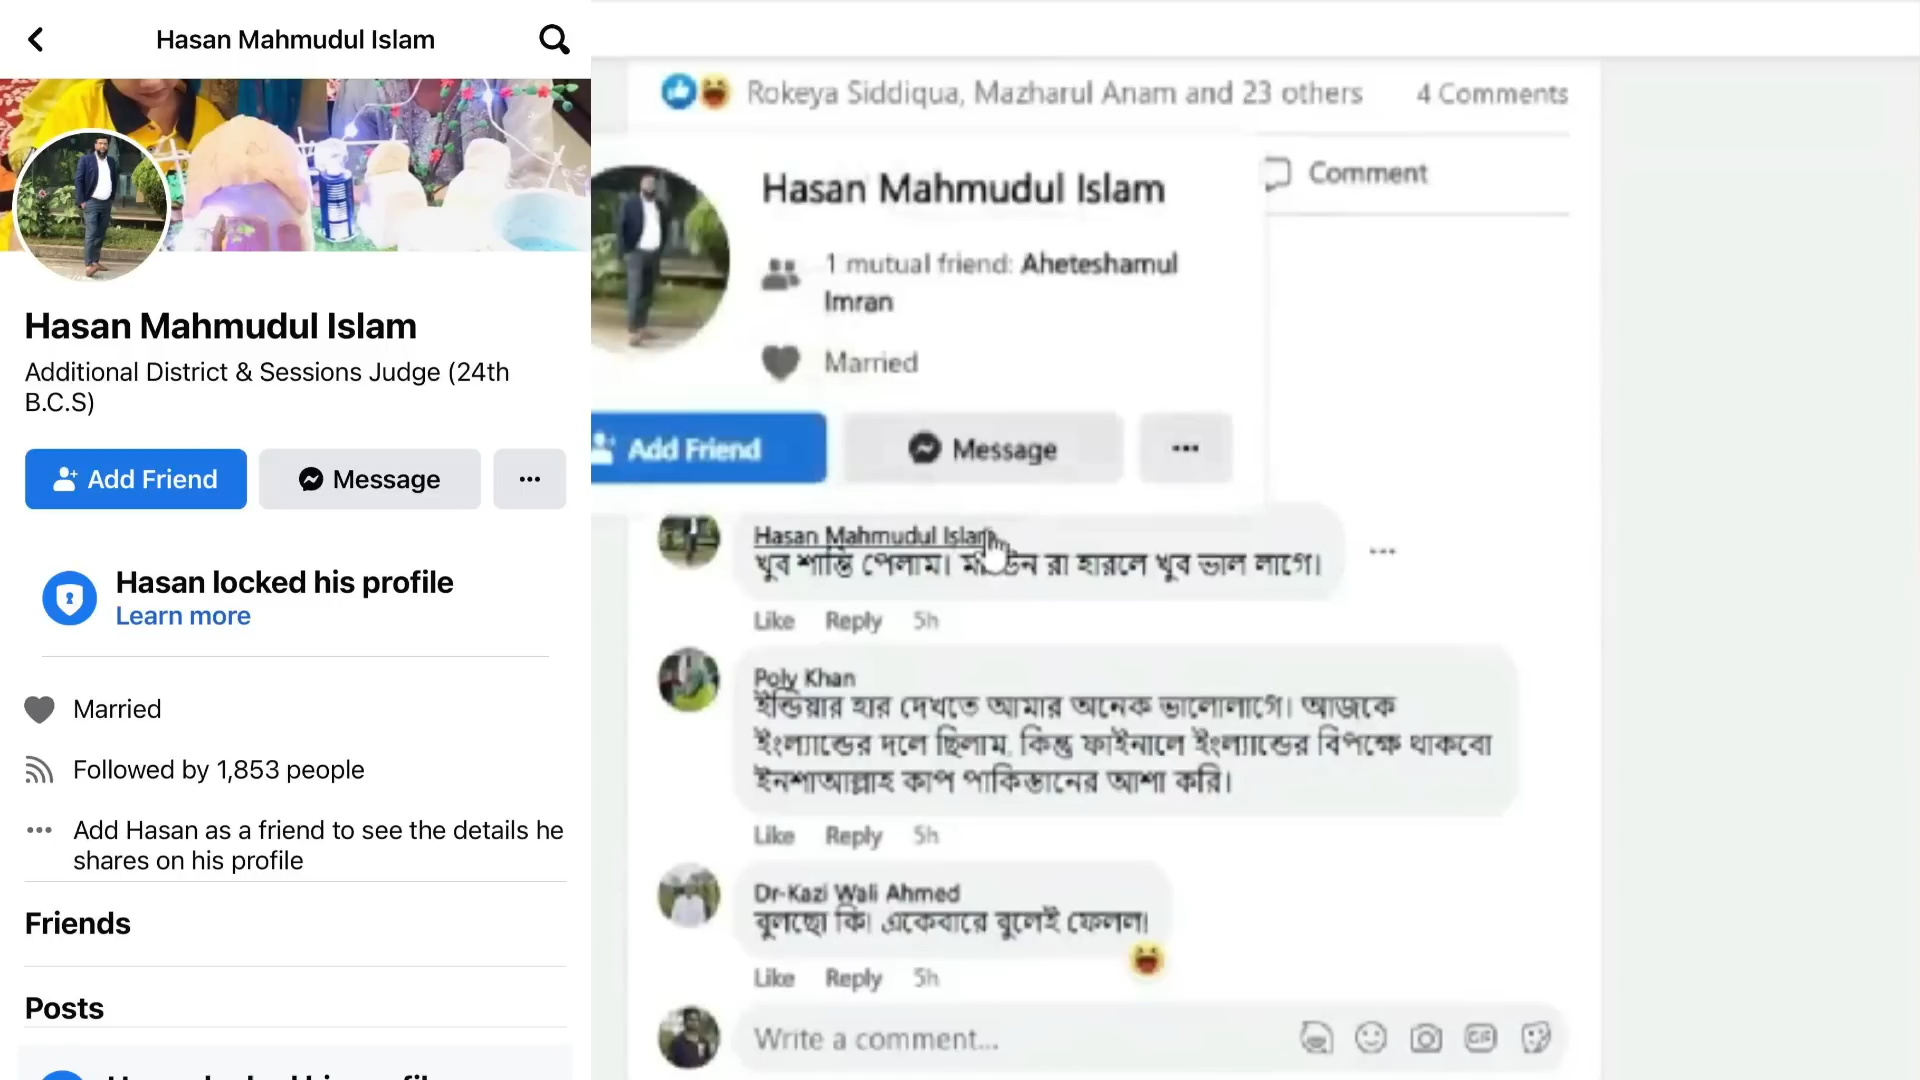 Hasan Mahmudul Islam
Hasan Mahmudul Islam
Additional District & Sessions Judge (24th
B.C.S)
Add Friend
Message
Hasan locked his profile
Learn more
Married
Followed by 1,853 people
Add Hasan as a friend to see the details he
shares on his profile
Friends
Posts
Rokeya Siddiqua, Mazharul Anam and 23 others
4 Comments
Comment
Hasan Mahmudul Islam
1 mutual friend: Aheteshamul
Imran
Married
Add Friend
Message
Hasan Mahmudul Islam
খুব শান্তি পেলাম। রা হারলে খুব ভাল লাগে।
Like Reply 5h
Poly Khan
ইন্ডিয়ার হার দেখতে আমার অনেক ভালোলাগে। আজকে
ইংল্যান্ডের দলে ছিলাম, কিন্তু ফাইনালে ইংল্যান্ডের বিপক্ষে থাকবো
ইনশাআল্লাহ কাপ পাকিস্তানের আশা করি।
Like Reply 5h
Dr-Kazi Wali Ahmed
বুলছো কি। একেবারে বুলেই ফেলল।
Like Reply 5h
Write a comment...
GIF